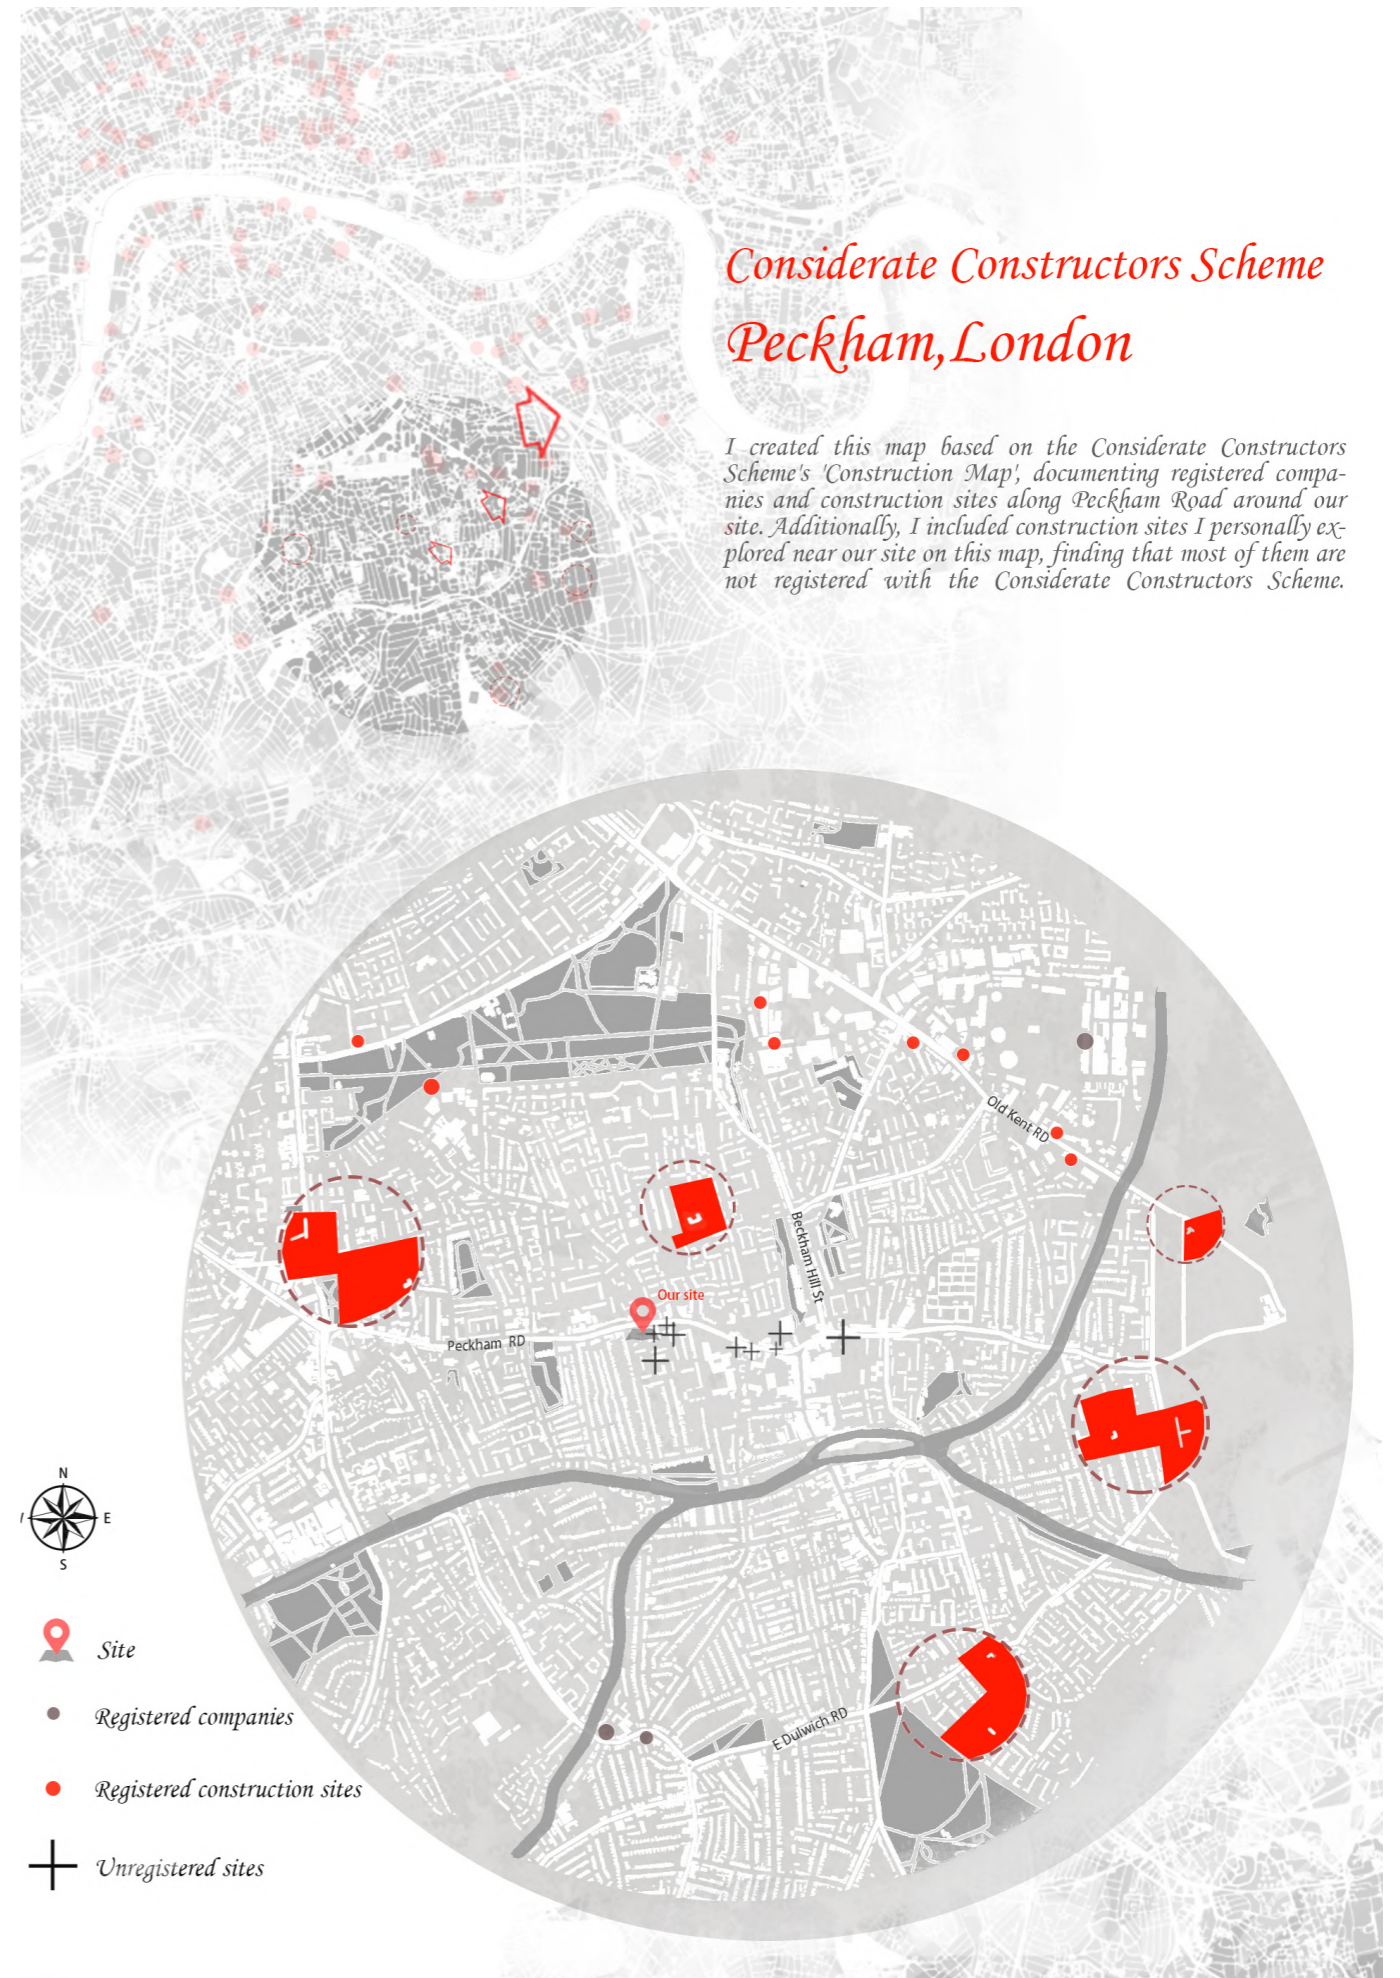 Considerate Constructors Scheme
Peckham, London
I created this map based on the Considerate Constructors
Scheme's 'Construction Map', documenting registered compa-
nies and construction sites along Peckham Road around our
site. Additionally, I included construction sites I personally ex-
plored near our site on this map, finding that most of them are
not registered with the Considerate Constructors Scheme.
Old Kent RD
Beckham Hill St
Our site
Peckham RD
E Dulwich RD
N
E
S
Site
Registered companies
Registered construction sites
Unregistered sites